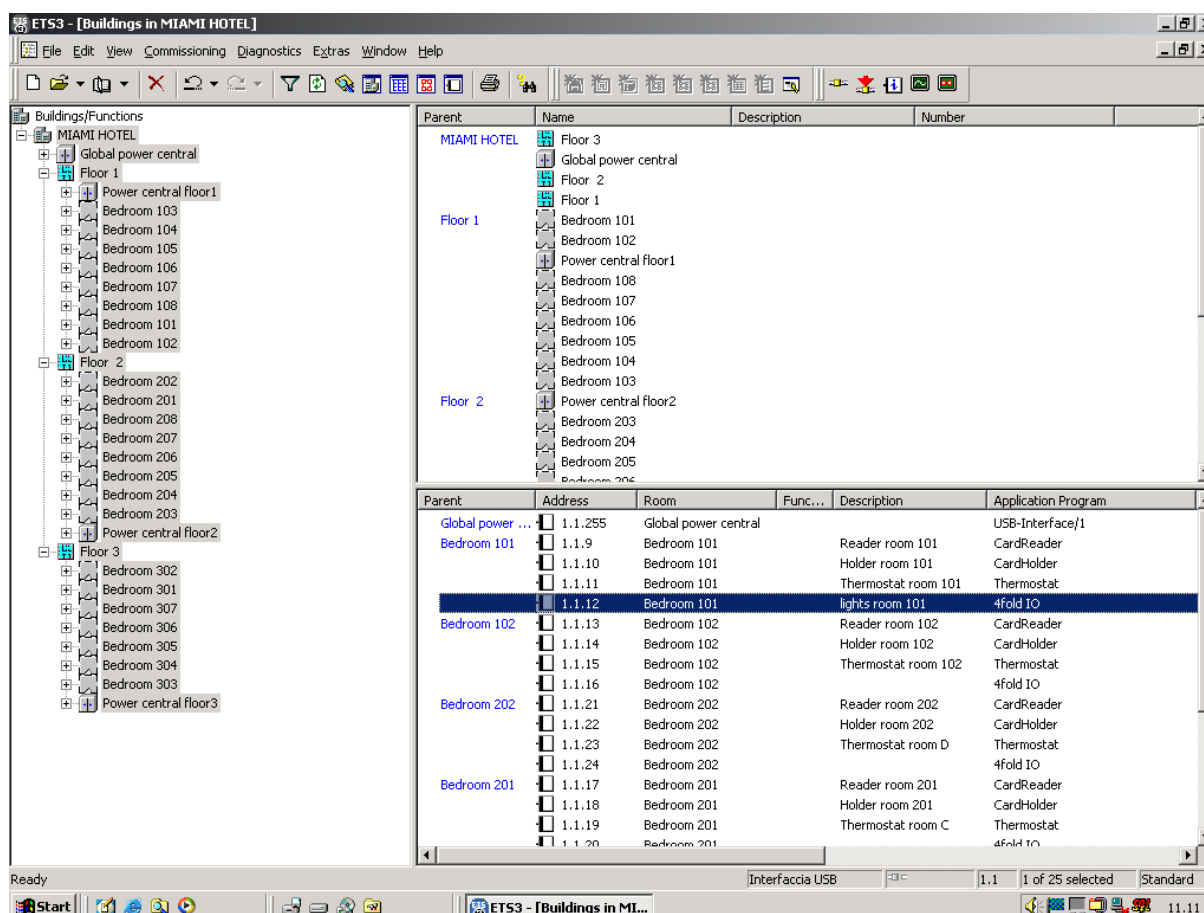 ETS3 - [Buildings in MIAMI HOTEL]
File Edit View Commissioning Diagnostics Extras Window Help
Buildings/Functions
MIAMI HOTEL
Global power central
Floor 1
Power central floor1
Bedroom 103
Bedroom 104
Bedroom 105
Bedroom 106
Bedroom 107
Bedroom 108
Bedroom 101
Bedroom 102
Floor 2
Bedroom 202
Bedroom 201
Bedroom 208
Bedroom 207
Bedroom 206
Bedroom 205
Bedroom 204
Bedroom 203
Power central floor2
Floor 3
Bedroom 302
Bedroom 301
Bedroom 307
Bedroom 306
Bedroom 305
Bedroom 304
Bedroom 303
Power central floor3
Parent Name Description Number
MIAMI HOTEL Floor 3
Global power central
Floor 2
Floor 1
Floor 1 Bedroom 101
Bedroom 102
Power central floor1
Bedroom 108
Bedroom 107
Bedroom 106
Bedroom 105
Bedroom 104
Bedroom 103
Floor 2 Power central floor2
Bedroom 203
Bedroom 204
Bedroom 205
Bedroom 206
Parent Address Room Func... Description Application Program
Global power ... 1.1.255 Global power central USB-Interface/1
Bedroom 101 1.1.9 Bedroom 101 Reader room 101 CardReader
1.1.10 Bedroom 101 Holder room 101 CardHolder
1.1.11 Bedroom 101 Thermostat room 101 Thermostat
1.1.12 Bedroom 101 lights room 101 4fold IO
Bedroom 102 1.1.13 Bedroom 102 Reader room 102 CardReader
1.1.14 Bedroom 102 Holder room 102 CardHolder
1.1.15 Bedroom 102 Thermostat room 102 Thermostat
1.1.16 Bedroom 102 4fold IO
Bedroom 202 1.1.21 Bedroom 202 Reader room 202 CardReader
1.1.22 Bedroom 202 Holder room 202 CardHolder
1.1.23 Bedroom 202 Thermostat room D Thermostat
1.1.24 Bedroom 202 4fold IO
Bedroom 201 1.1.17 Bedroom 201 Reader room 201 CardReader
1.1.18 Bedroom 201 Holder room 201 CardHolder
1.1.19 Bedroom 201 Thermostat room C Thermostat
1.1.20 Bedroom 201 4fold IO
Ready Interfaccia USB 1.1 1 of 25 selected Standard
Start ETS3 - [Buildings in MI... 11.11